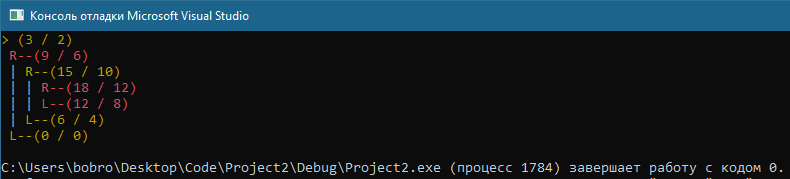 Консоль отладки Microsoft Visual Studio
> (3 / 2)
 R--(9 / 6)
 | R--(15 / 10)
 | | R--(18 / 12)
 | | L--(12 / 8)
 | L--(6 / 4)
 L--(0 / 0)
C:\Users\bobro\Desktop\Code\Project2\Debug\Project2.exe (процесс 1784) завершает работу с кодом 0.